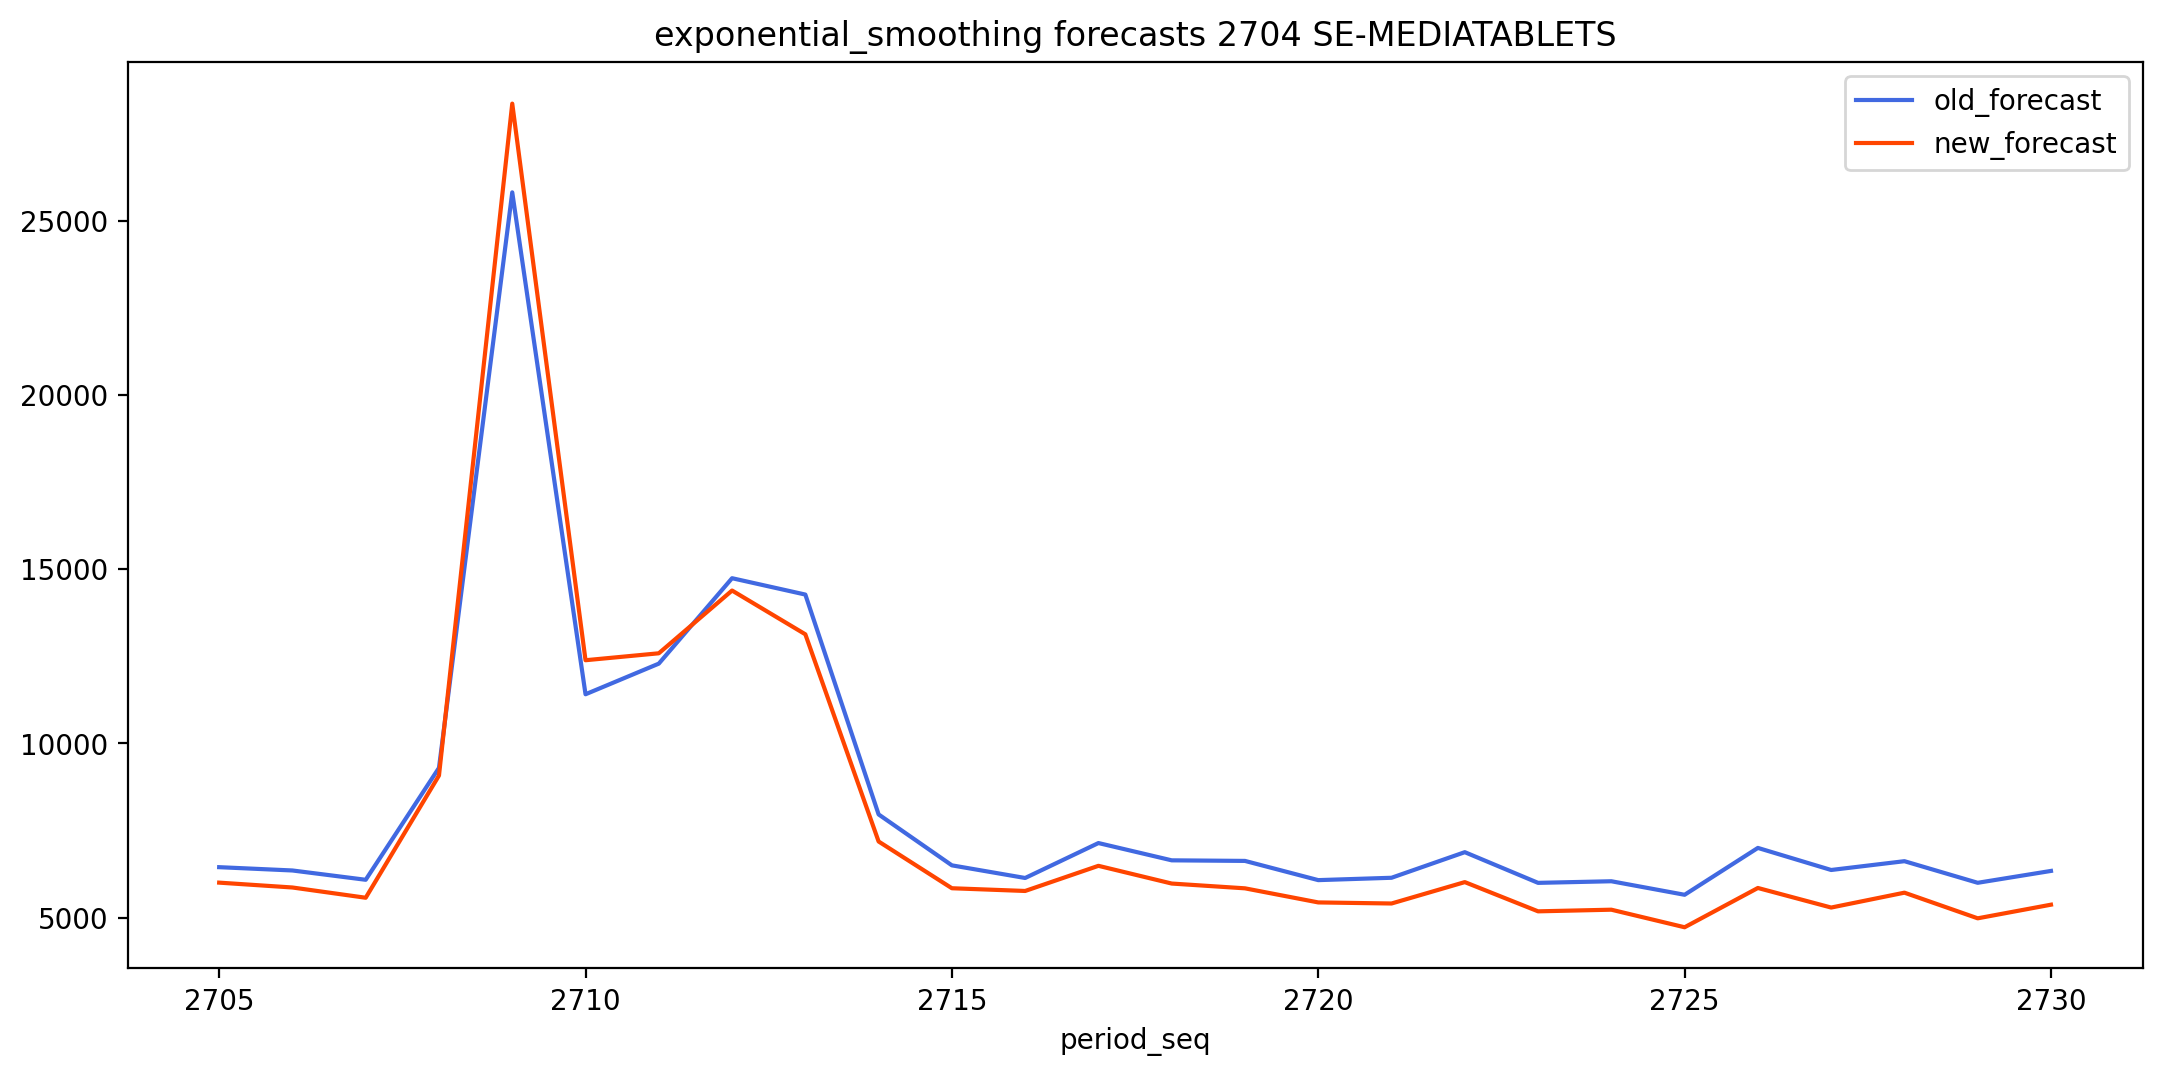 exponential_smoothing forecasts 2704 SE-MEDIATABLETS
old_forecast
new_forecast
25000
20000
15000
10000
5000
2705 2710 2715 2720 2725 2730
period_seq